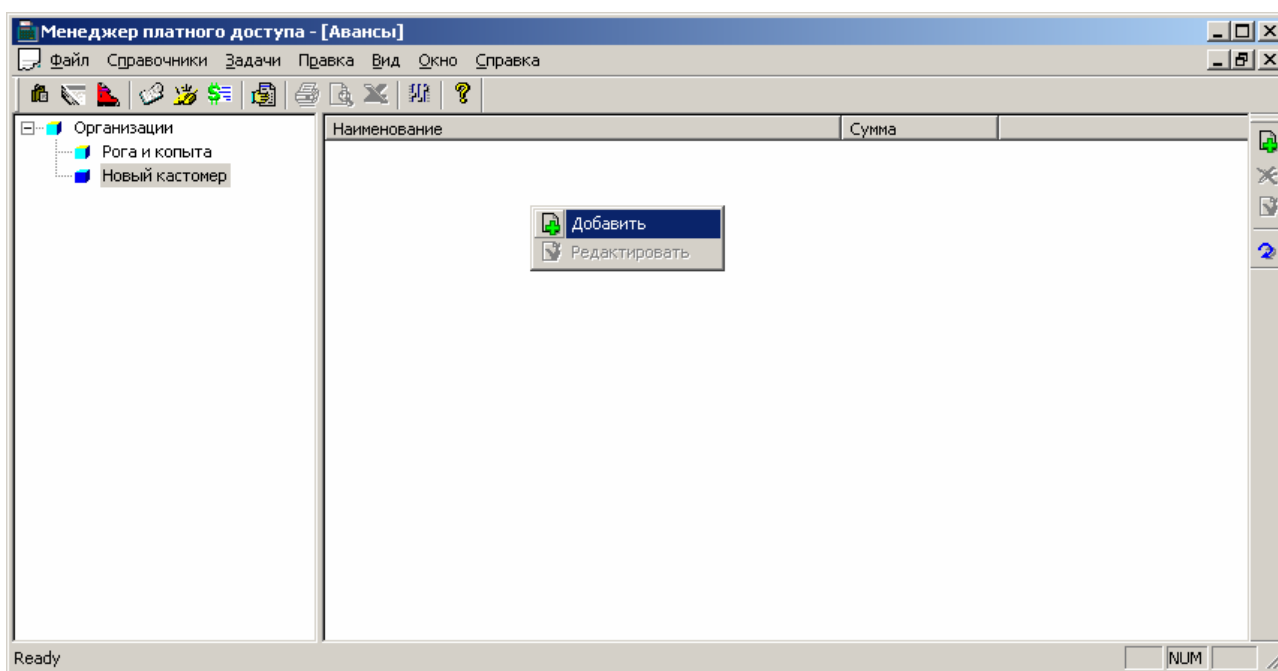 Менеджер платного доступа - [Авансы]
Файл Справочники Задачи Правка Вид Окно Справка
Организации
Рога и копыта
Новый кастомер
Наименование Сумма
Добавить
Редактировать
Ready NUM